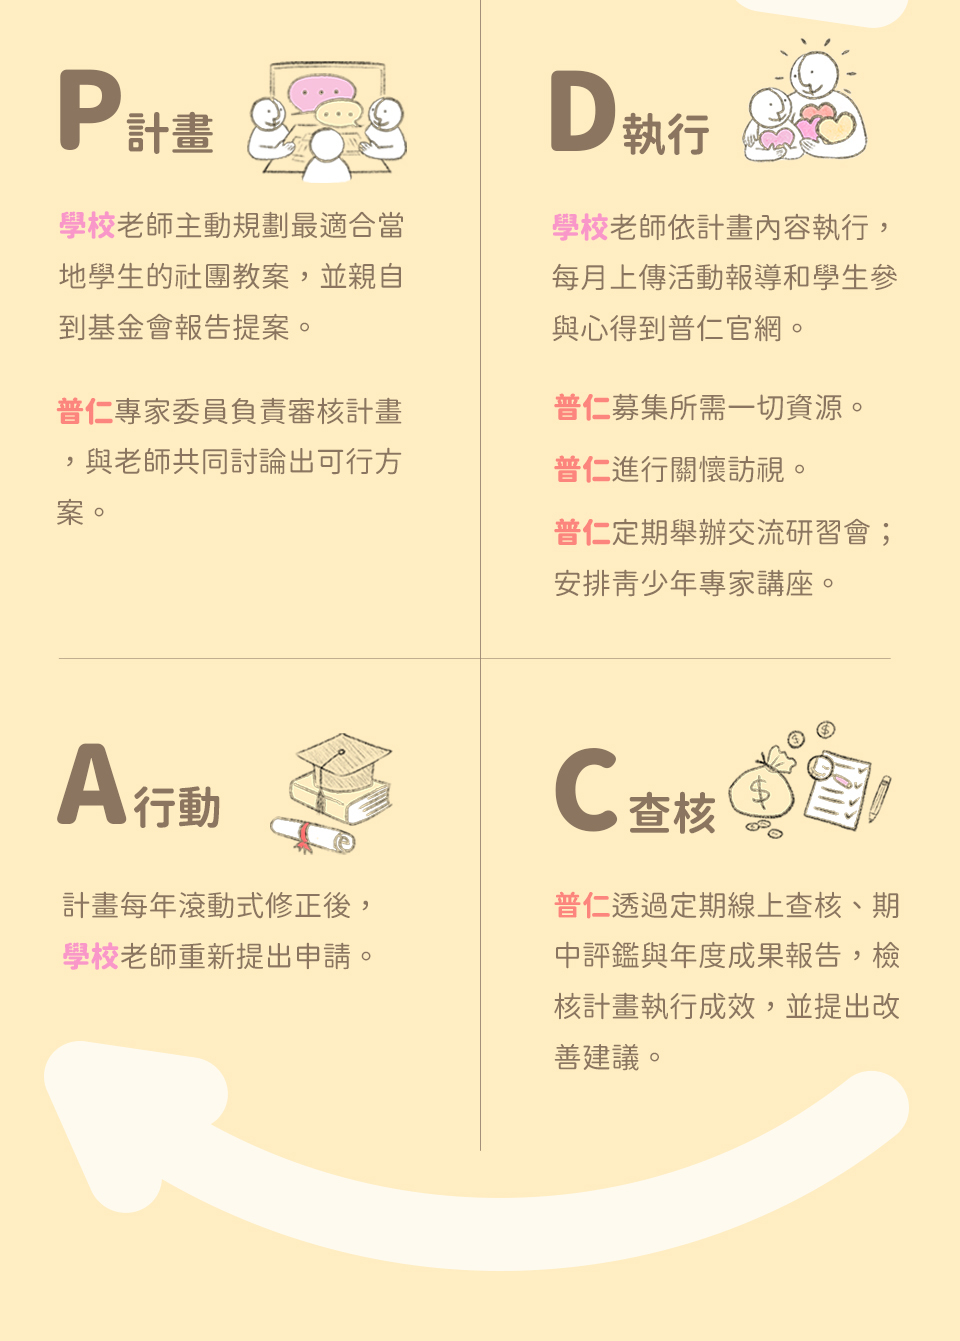 P計畫
學校老師主動規劃最適合當
地學生的社團教案，並親自
到基金會報告提案。
普仁專家委員負責審核計畫
，與老師共同討論出可行方
案。
D執行
學校老師依計畫內容執行，
每月上傳活動報導和學生參
與心得到普仁官網。
普仁募集所需一切資源。
普仁進行關懷訪視。
普仁定期舉辦交流研習會；
安排青少年專家講座。
A行動
計畫每年滾動式修正後，
學校老師重新提出申請。
C查核
$
$
$
普仁透過定期線上查核、期
中評鑑與年度成果報告，檢
核計畫執行成效，並提出改
善建議。